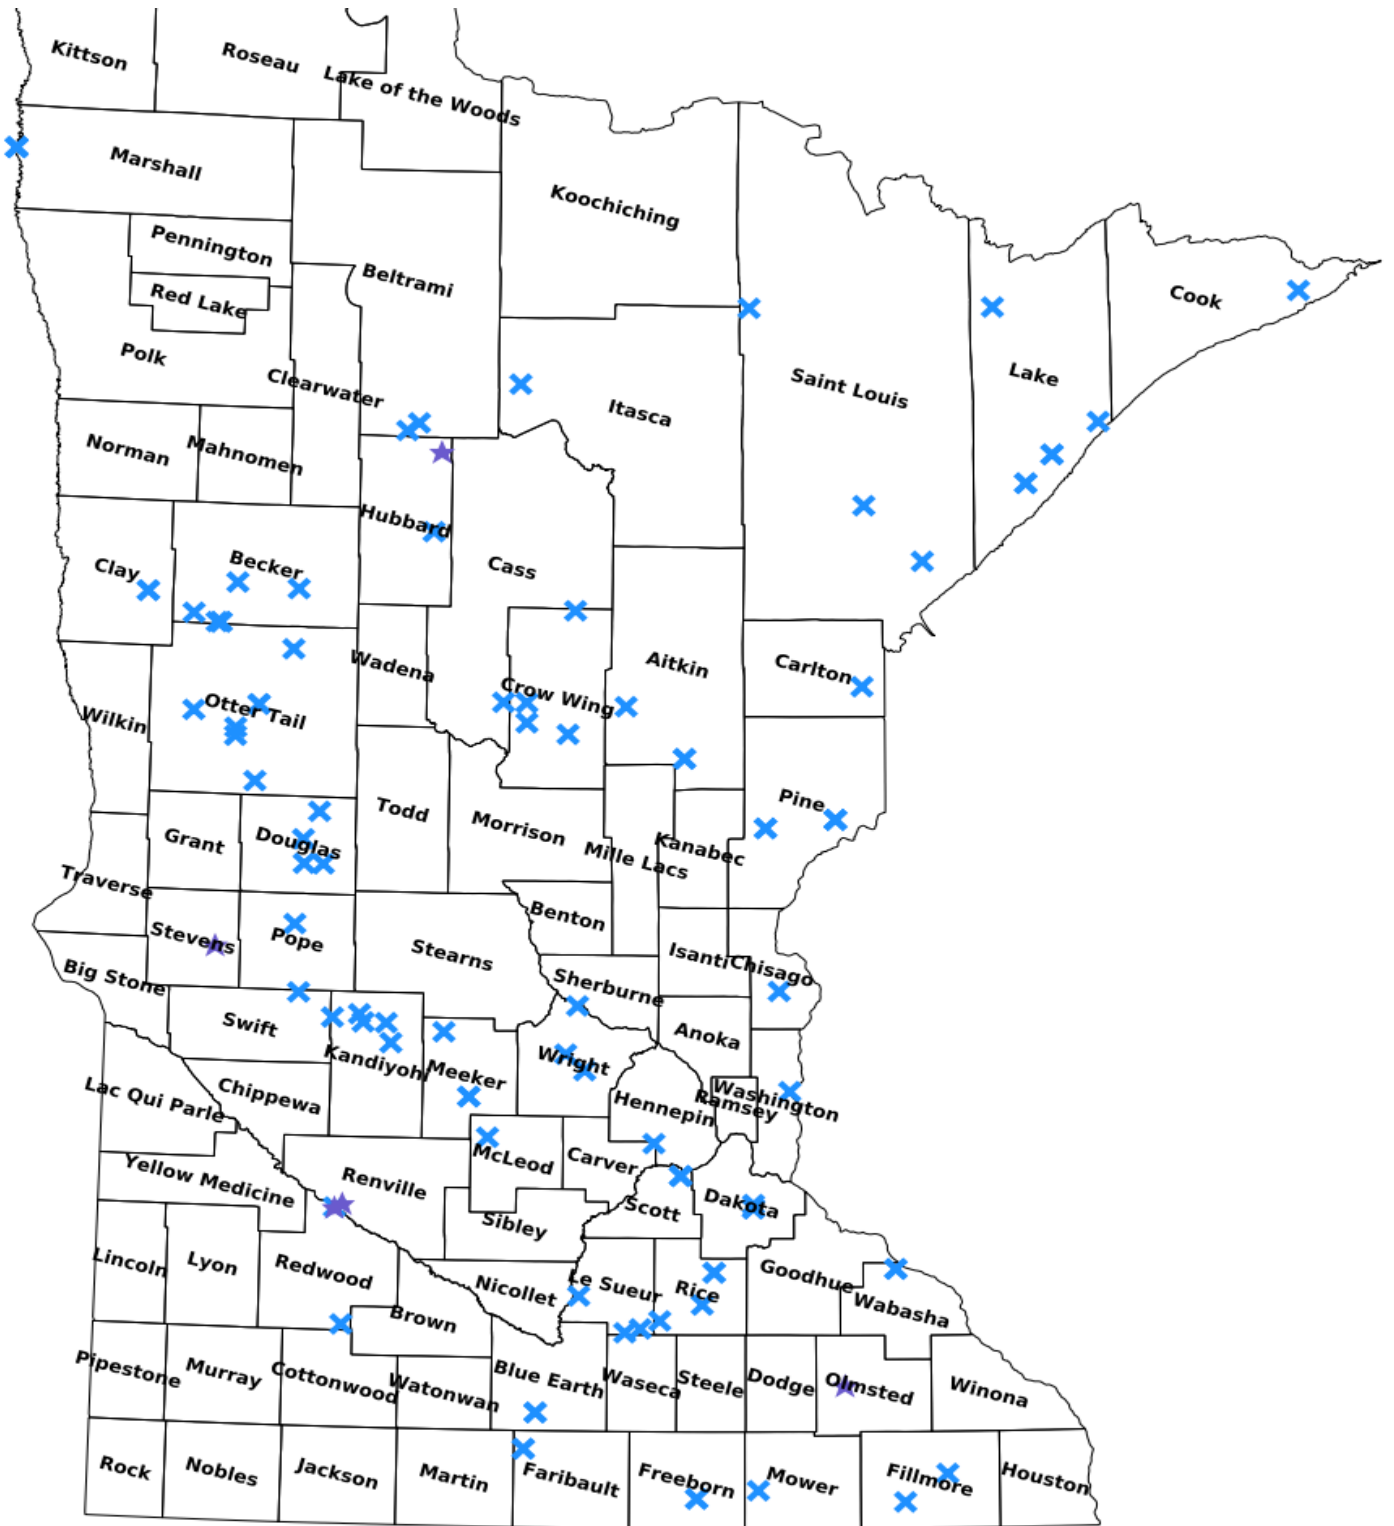 Kittson
Roseau
Lake of the Woods
Marshall
Koochiching
Pennington
Beltrami
Red Lake
Cook
Polk
Clearwater
Saint Louis
Lake
Itasca
Norman
Mahnomen
Hubbard
Clay
Becker
Cass
Wadena
Aitkin
Carlton
Otter Tail
Crow Wing
Wilkin
Todd
Pine
Grant
Douglas
Morrison
Mille Lacs
Kanabec
Traverse
Stevens
Pope
Benton
Stearns
Isanti
Chisago
Big Stone
Sherburne
Swift
Anoka
Kandiyohi
Meeker
Wright
Lac Qui Parle
Chippewa
Hennepin
Ramsey
Washington
McLeod
Carver
Yellow Medicine
Renville
Scott
Dakota
Sibley
Lincoln
Lyon
Redwood
Nicollet
Le Sueur
Rice
Goodhue
Wabasha
Brown
Pipestone
Murray
Cottonwood
Watonwan
Blue Earth
Waseca
Steele
Dodge
Olmsted
Winona
Rock
Nobles
Jackson
Martin
Faribault
Freeborn
Mower
Fillmore
Houston